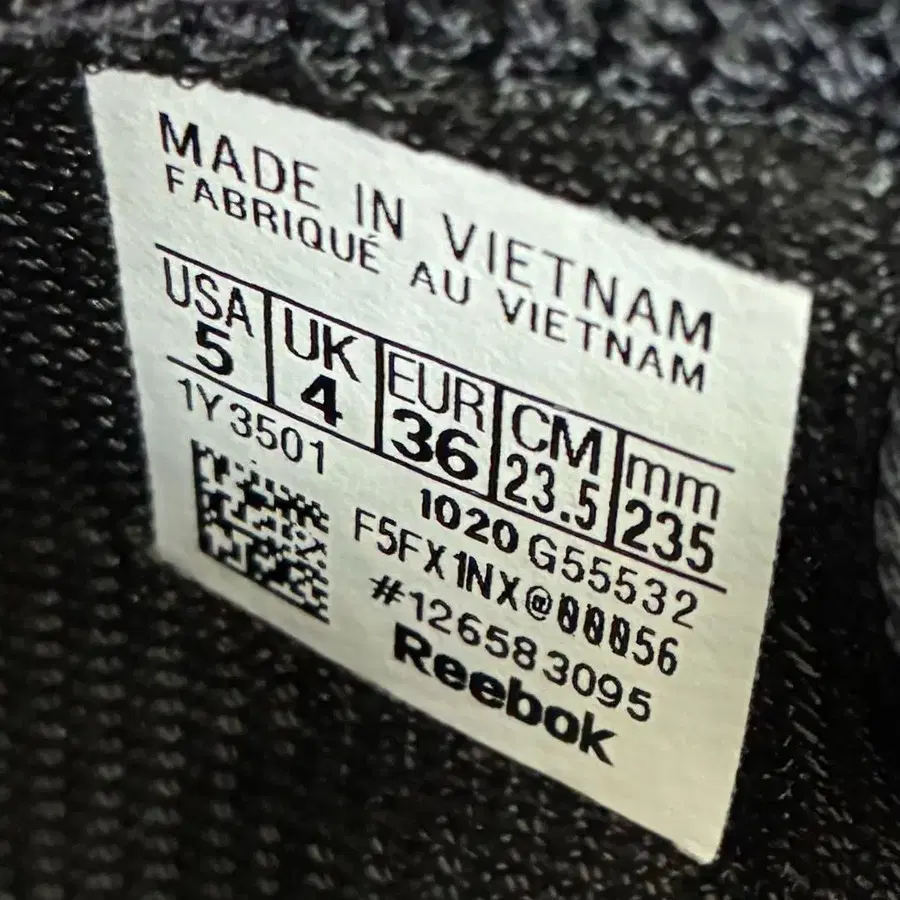 MADE IN VIETNAM
FABRIQUÉ AU VIETNAM
USA UK EUR CM mm
5 4 36 23.5 235
1Y3501
1020 G55532
F5FX1NX@00056
#126583095
Reebok